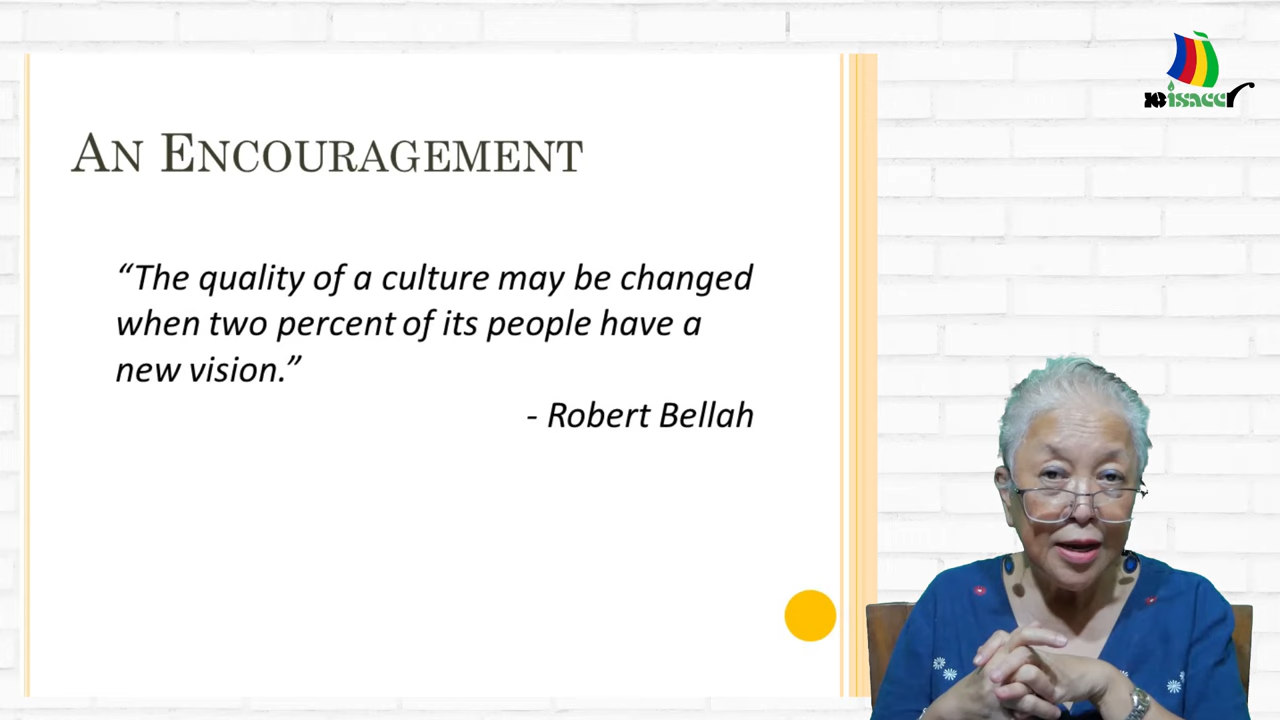 AN ENCOURAGEMENT
“The quality of a culture may be changed
when two percent of its people have a
new vision.”
- Robert Bellah